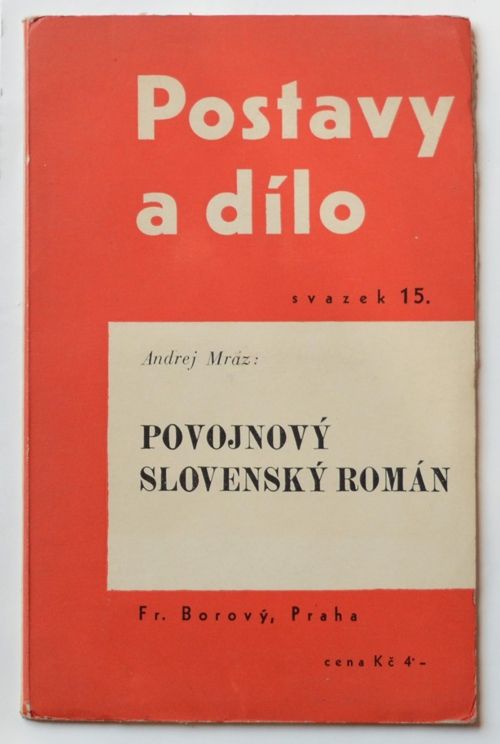 Postavy
a dílo
svazek 15.
Andrej Mráz:
POVOJNOVÝ
SLOVENSKÝ ROMÁN
Fr. Borový, Praha
cena Kč 4·–